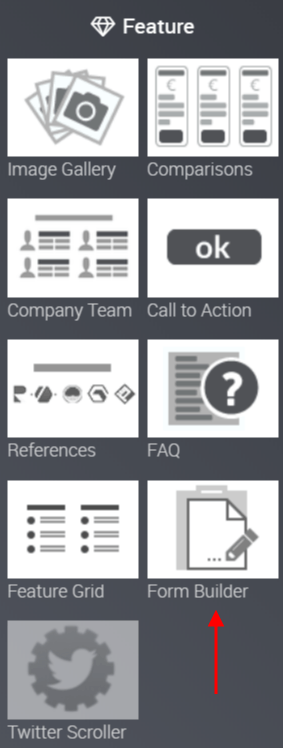 Feature
Image Gallery
Comparisons
Company Team
ok
Call to Action
References
?
FAQ
Feature Grid
Form Builder
Twitter Scroller